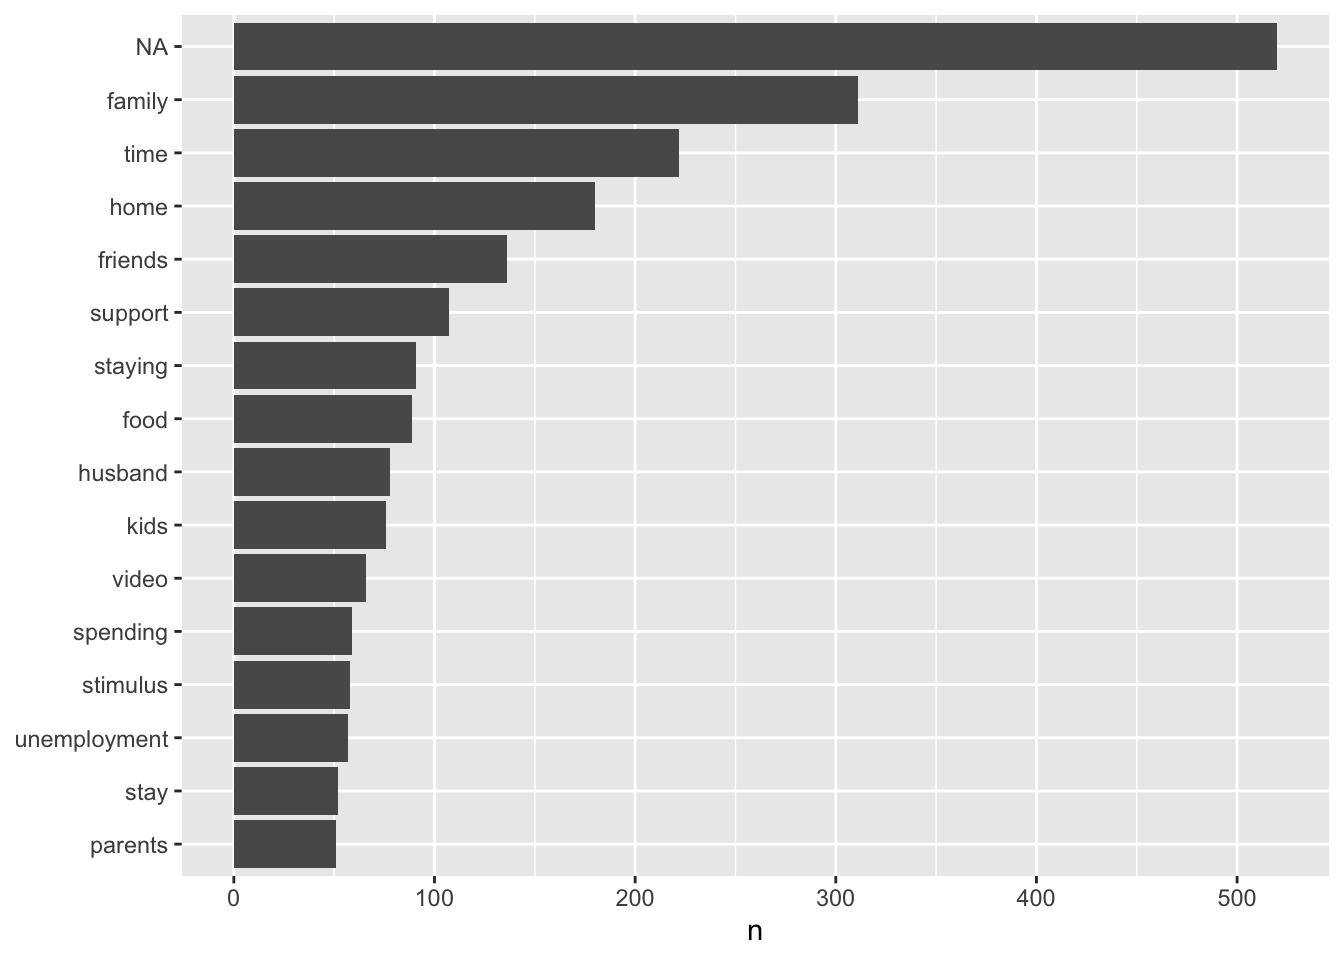 NA
family
time
home
friends
support
staying
food
husband
kids
video
spending
stimulus
unemployment
stay
parents
0 100 200 300 400 500
n